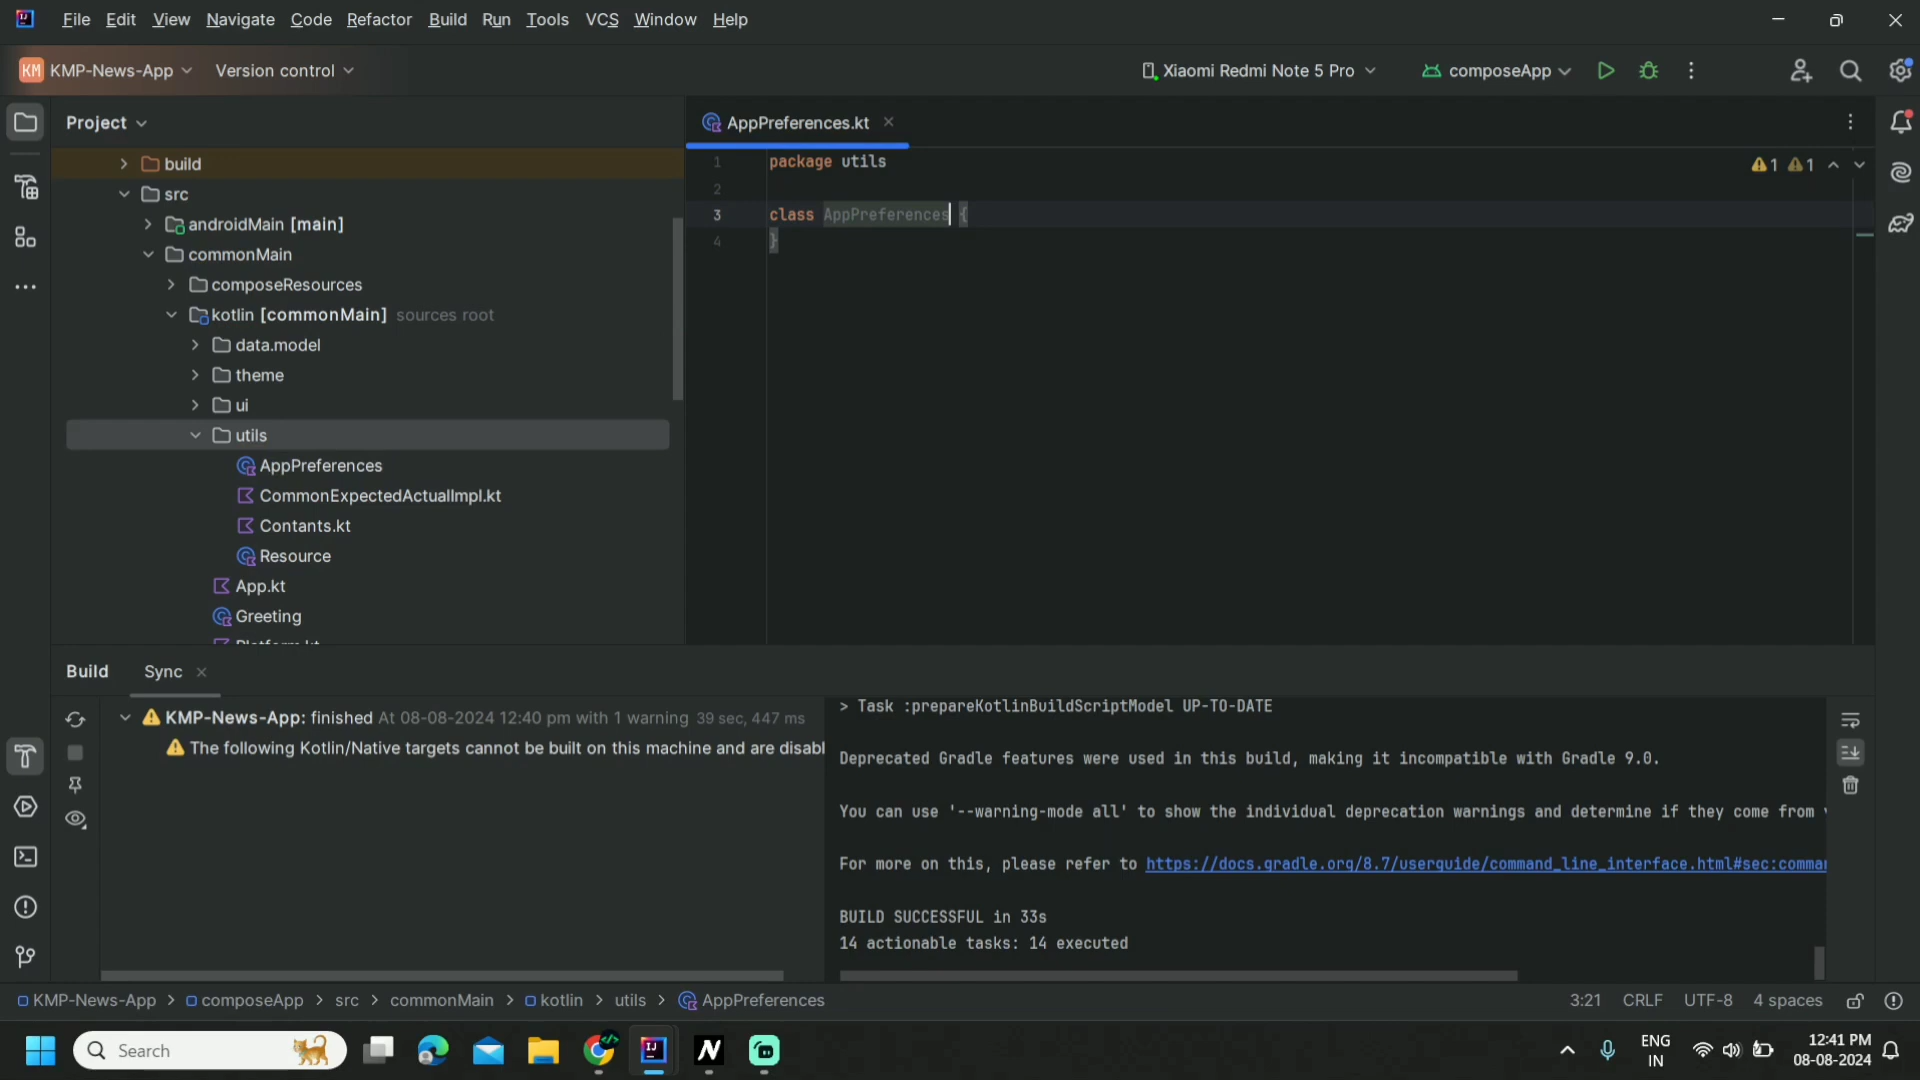 File Edit View Navigate Code Refactor Build Run Tools VCS Window Help
KM KMP-News-App Version control Xiaomi Redmi Note 5 Pro composeApp
Project AppPreferences.kt
build
src
androidMain [main]
commonMain
composeResources
kotlin [commonMain] sources root
data.model
theme
ui
utils
AppPreferences
CommonExpectedActualImpl.kt
Contants.kt
Resource
App.kt
Greeting
1 package utils
2
3 class AppPreferences {
4 }
1 1
Build Sync
KMP-News-App: finished At 08-08-2024 12:40 pm with 1 warning 39 sec, 447 ms
The following Kotlin/Native targets cannot be built on this machine and are disabl
> Task :prepareKotlinBuildScriptModel UP-TO-DATE
Deprecated Gradle features were used in this build, making it incompatible with Gradle 9.0.
You can use '--warning-mode all' to show the individual deprecation warnings and determine if they come from
For more on this, please refer to https://docs.gradle.org/8.7/userguide/command_line_interface.html#sec:comman
BUILD SUCCESSFUL in 33s
14 actionable tasks: 14 executed
KMP-News-App > composeApp > src > commonMain > kotlin > utils > AppPreferences 3:21 CRLF UTF-8 4 spaces
Search
ENG
IN
12:41 PM
08-08-2024